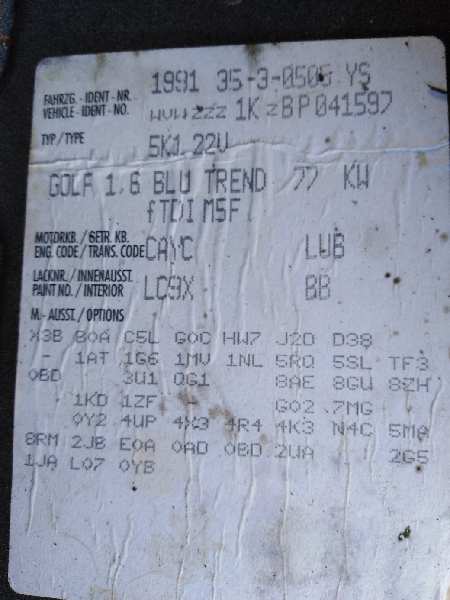 1991 35-3-0506 YS
FAHRZG.-IDENT-NR.
VEHICLE-IDENT-NO. WVWZZZ1KZBP041597
TYP/TYPE 5K1 22V
GOLF 1.6 BLU TREND 77 KW
fTDI M5F
MOTORKB./GETR.KB.
ENG.CODE/TRANS.CODE CAYC LUB
LACKNR./INNENAUSST.
PAINT NO./INTERIOR LC9X BB
M.-AUSST./OPTIONS
X3B 80A C5L G0C HW7 J2D D38
- 1AT 1G6 1MV 1NL 5RQ 5SL TF3
0BD 3U1 QG1 8AE 8GU 8ZH
- 1KD 1ZF G02 .7MG
0Y2 4UP 4X3 4R4 4K3 N4C 5MA
8RM 2JB E0A 0AD 0BD 2UA 2G5
1JA L07 0YB